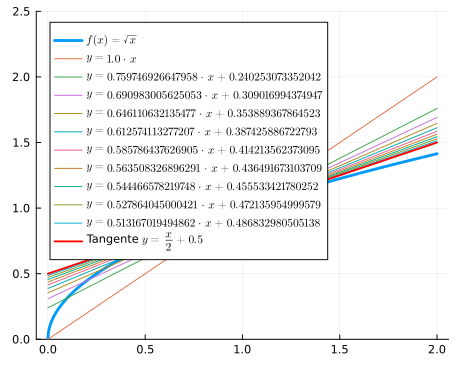 2.5
2.0
1.5
1.0
0.5
0.0
f(x) = √x
y = 1.0 · x
y = 0.759746926647958 · x + 0.240253073352042
y = 0.690983005625053 · x + 0.309016994374947
y = 0.646110632135477 · x + 0.353889367864523
y = 0.612574113277207 · x + 0.387425886722793
y = 0.585786437626905 · x + 0.414213562373095
y = 0.563508326896291 · x + 0.436491673103709
y = 0.544466578219748 · x + 0.455533421780252
y = 0.527864045000421 · x + 0.472135954999579
y = 0.513167019494862 · x + 0.486832980505138
Tangente y = x/2 + 0.5
0.0 0.5 1.0 1.5 2.0